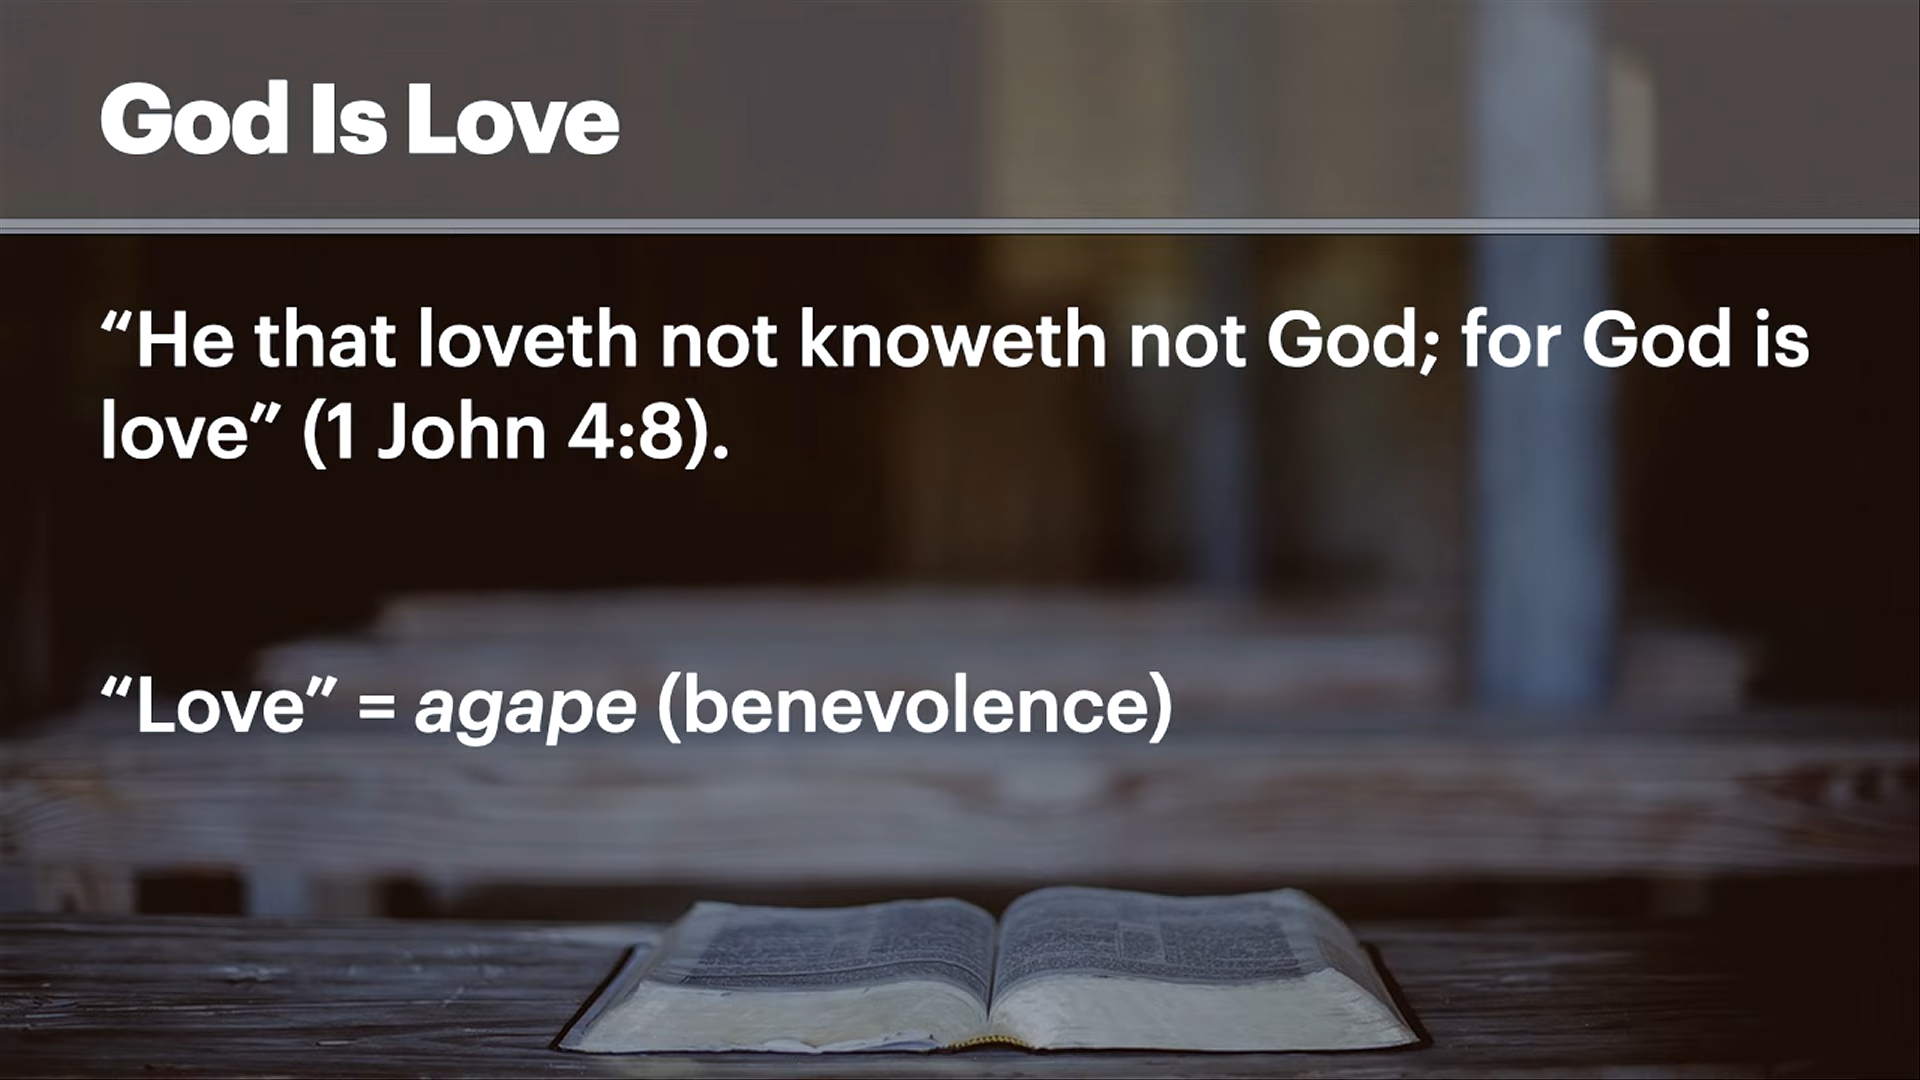 God Is Love
“He that loveth not knoweth not God; for God is
love” (1 John 4:8).
“Love” = agape (benevolence)